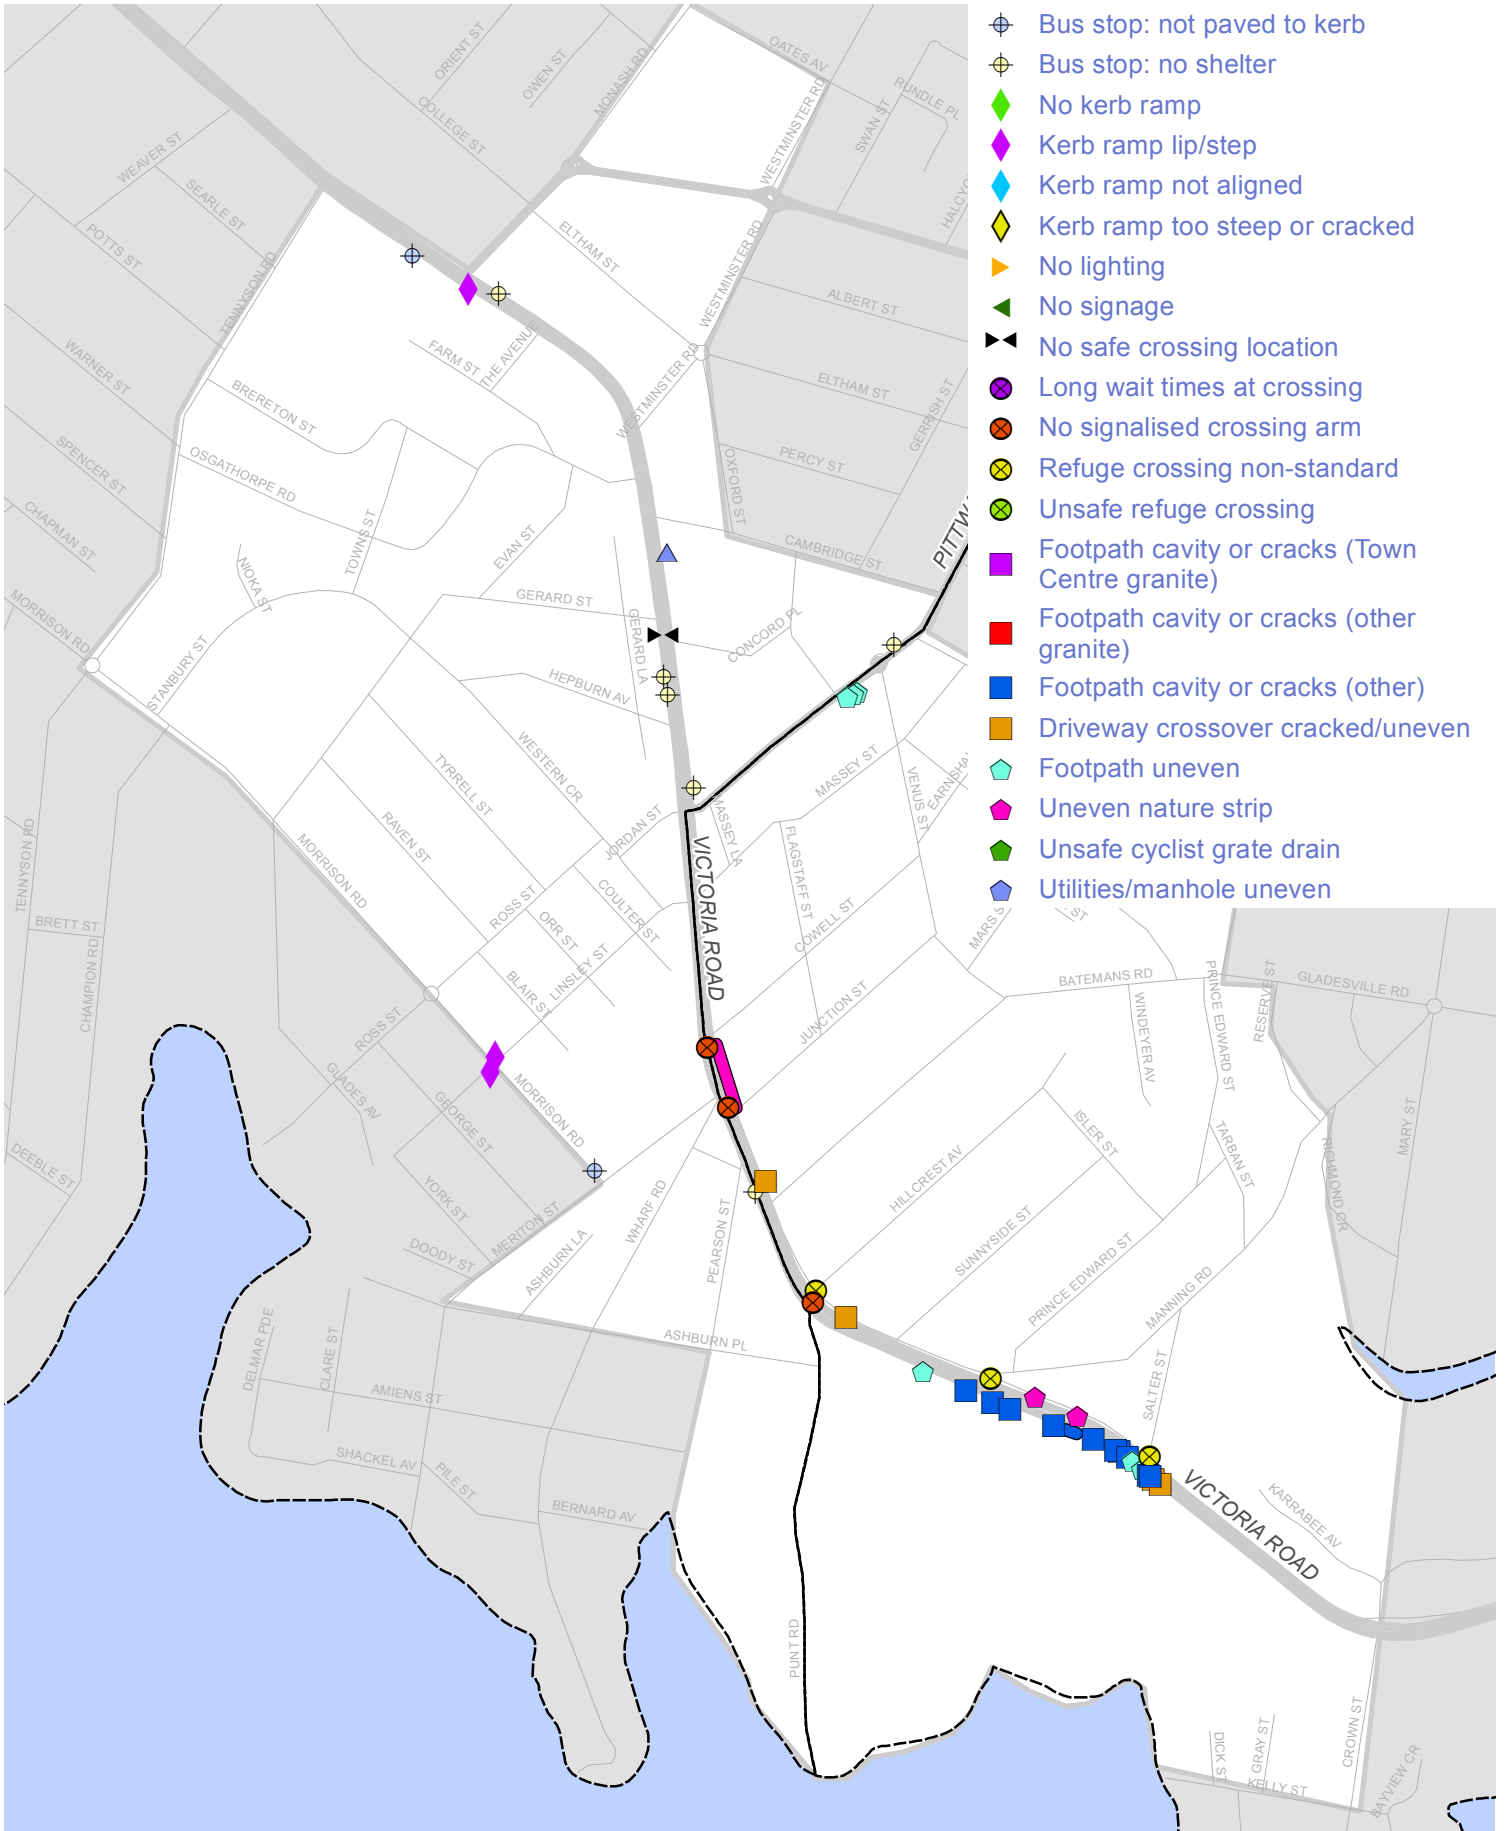 Bus stop: not paved to kerb
Bus stop: no shelter
No kerb ramp
Kerb ramp lip/step
Kerb ramp not aligned
Kerb ramp too steep or cracked
No lighting
No signage
No safe crossing location
Long wait times at crossing
No signalised crossing arm
Refuge crossing non-standard
Unsafe refuge crossing
Footpath cavity or cracks (Town
Centre granite)
Footpath cavity or cracks (other
granite)
Footpath cavity or cracks (other)
Driveway crossover cracked/uneven
Footpath uneven
Uneven nature strip
Unsafe cyclist grate drain
Utilities/manhole uneven
ORIENT ST
OWEN ST
MONASH RD
OATES AV
RUNDLE PL
SWAN ST
WESTMINSTER RD
COLLEGE ST
WEAVER ST
SEARLE ST
POTTS ST
TENNYSON RD
ELTHAM ST
WESTMINSTER RD
ALBERT ST
WARNER ST
FARM ST
THE AVENUE
WESTMINSTER RD
ELTHAM ST
GERRISH ST
BRERETON ST
SPENCER ST
OSGATHORPE RD
OXFORD ST
PERCY ST
CHAPMAN ST
TOWNS ST
EVAN ST
CAMBRIDGE ST
NIOKA ST
GERARD ST
GERARD LA
CONCORD PL
MORRISON RD
STANBURY ST
HEPBURN AV
WESTERN CR
TYRRELL ST
MASSEY ST
VENUS ST
RAVEN ST
JORDAN ST
MASSEY LA
FLAGSTAFF ST
TENNYSON RD
MORRISON RD
VICTORIA ROAD
COULTER ST
ROSS ST
ORR ST
COWELL ST
BRETT ST
CHAMPION RD
BLAIR ST
LINSLEY ST
JUNCTION ST
BATEMANS RD
WINDEYER AV
PRINCE EDWARD ST
RESERVE ST
GLADESVILLE RD
ROSS ST
GLADES AV
GEORGE ST
MORRISON RD
ISLER ST
TARBAN ST
RICHMOND CR
MARY ST
DEEBLE ST
YORK ST
MERITON ST
DOODY ST
ASHBURN LA
WHARF RD
PEARSON ST
HILLCREST AV
SUNNYSIDE ST
PRINCE EDWARD ST
MANNING RD
DELMAR PDE
CLARE ST
ASHBURN PL
AMIENS ST
SALTER ST
SHACKEL AV
PILE ST
BERNARD AV
VICTORIA ROAD
KARRABEE AV
PUNT RD
CROWN ST
DICK ST
GRAY ST
KELLY ST
BAYVIEW CR